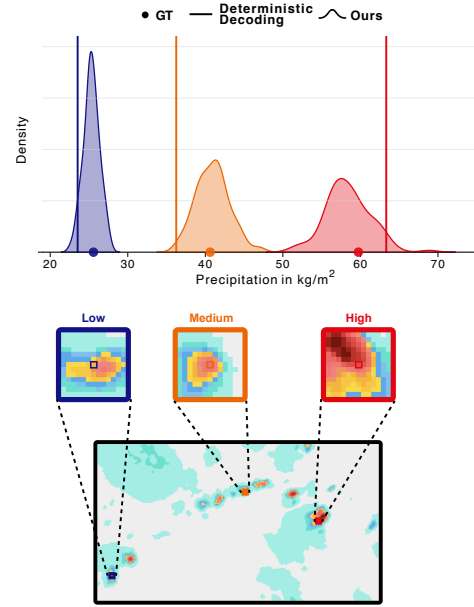 GT Deterministic Decoding Ours
Density
20 30 40 50 60 70
Precipitation in kg/m²
Low Medium High